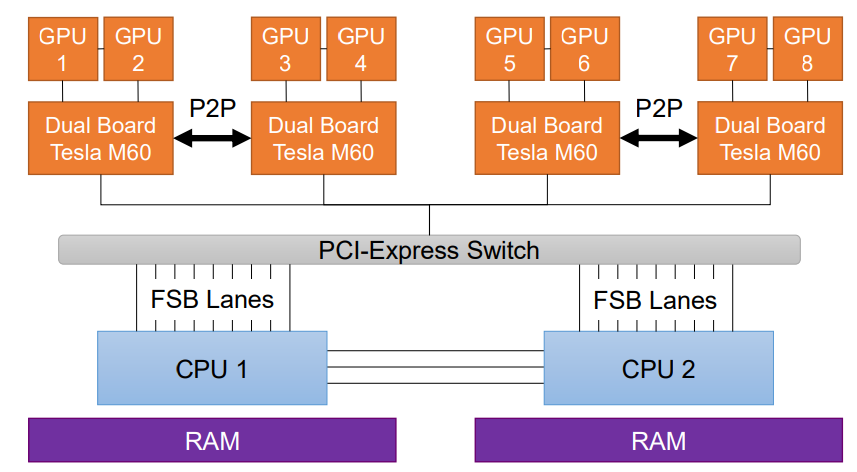 GPU
1
GPU
2
GPU
3
GPU
4
GPU
5
GPU
6
GPU
7
GPU
8
P2P
P2P
Dual Board
Tesla M60
Dual Board
Tesla M60
Dual Board
Tesla M60
Dual Board
Tesla M60
PCI-Express Switch
FSB Lanes
FSB Lanes
CPU 1
CPU 2
RAM
RAM